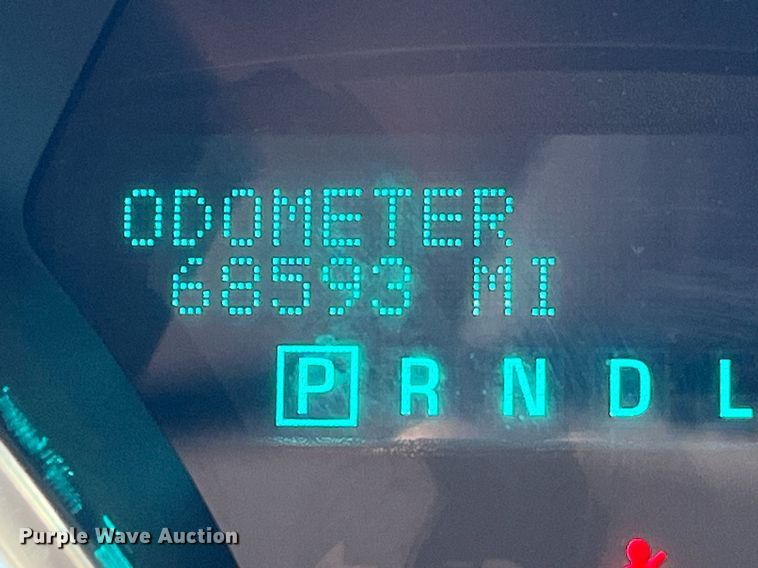 ODOMETER
68593 MI
P R N D L
Purple Wave Auction